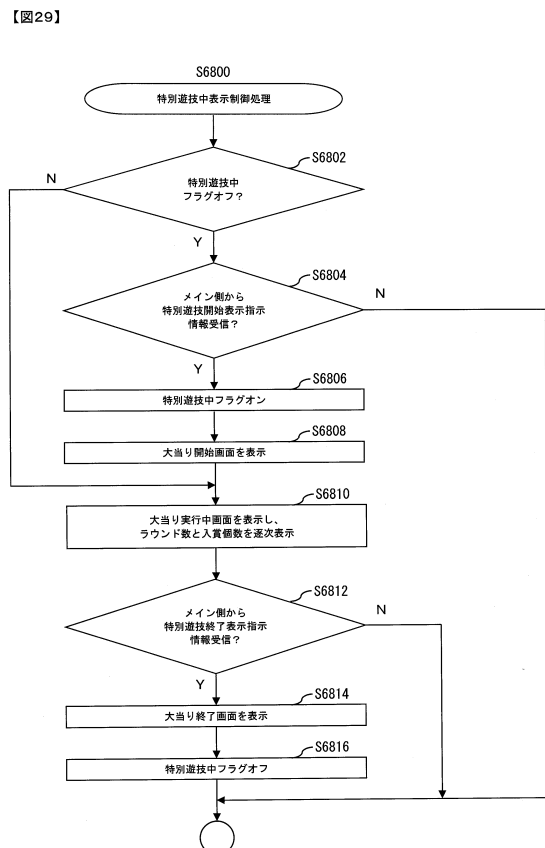 【図29】
S6800
特別遊技中表示制御処理
S6802
特別遊技中
フラグオフ？
N
Y
S6804
メイン側から
特別遊技開始表示指示
情報受信？
N
Y
S6806
特別遊技中フラグオン
S6808
大当り開始画面を表示
S6810
大当り実行中画面を表示し、
ラウンド数と入賞個数を逐次表示
S6812
メイン側から
特別遊技終了表示指示
情報受信？
N
Y
S6814
大当り終了画面を表示
S6816
特別遊技中フラグオフ